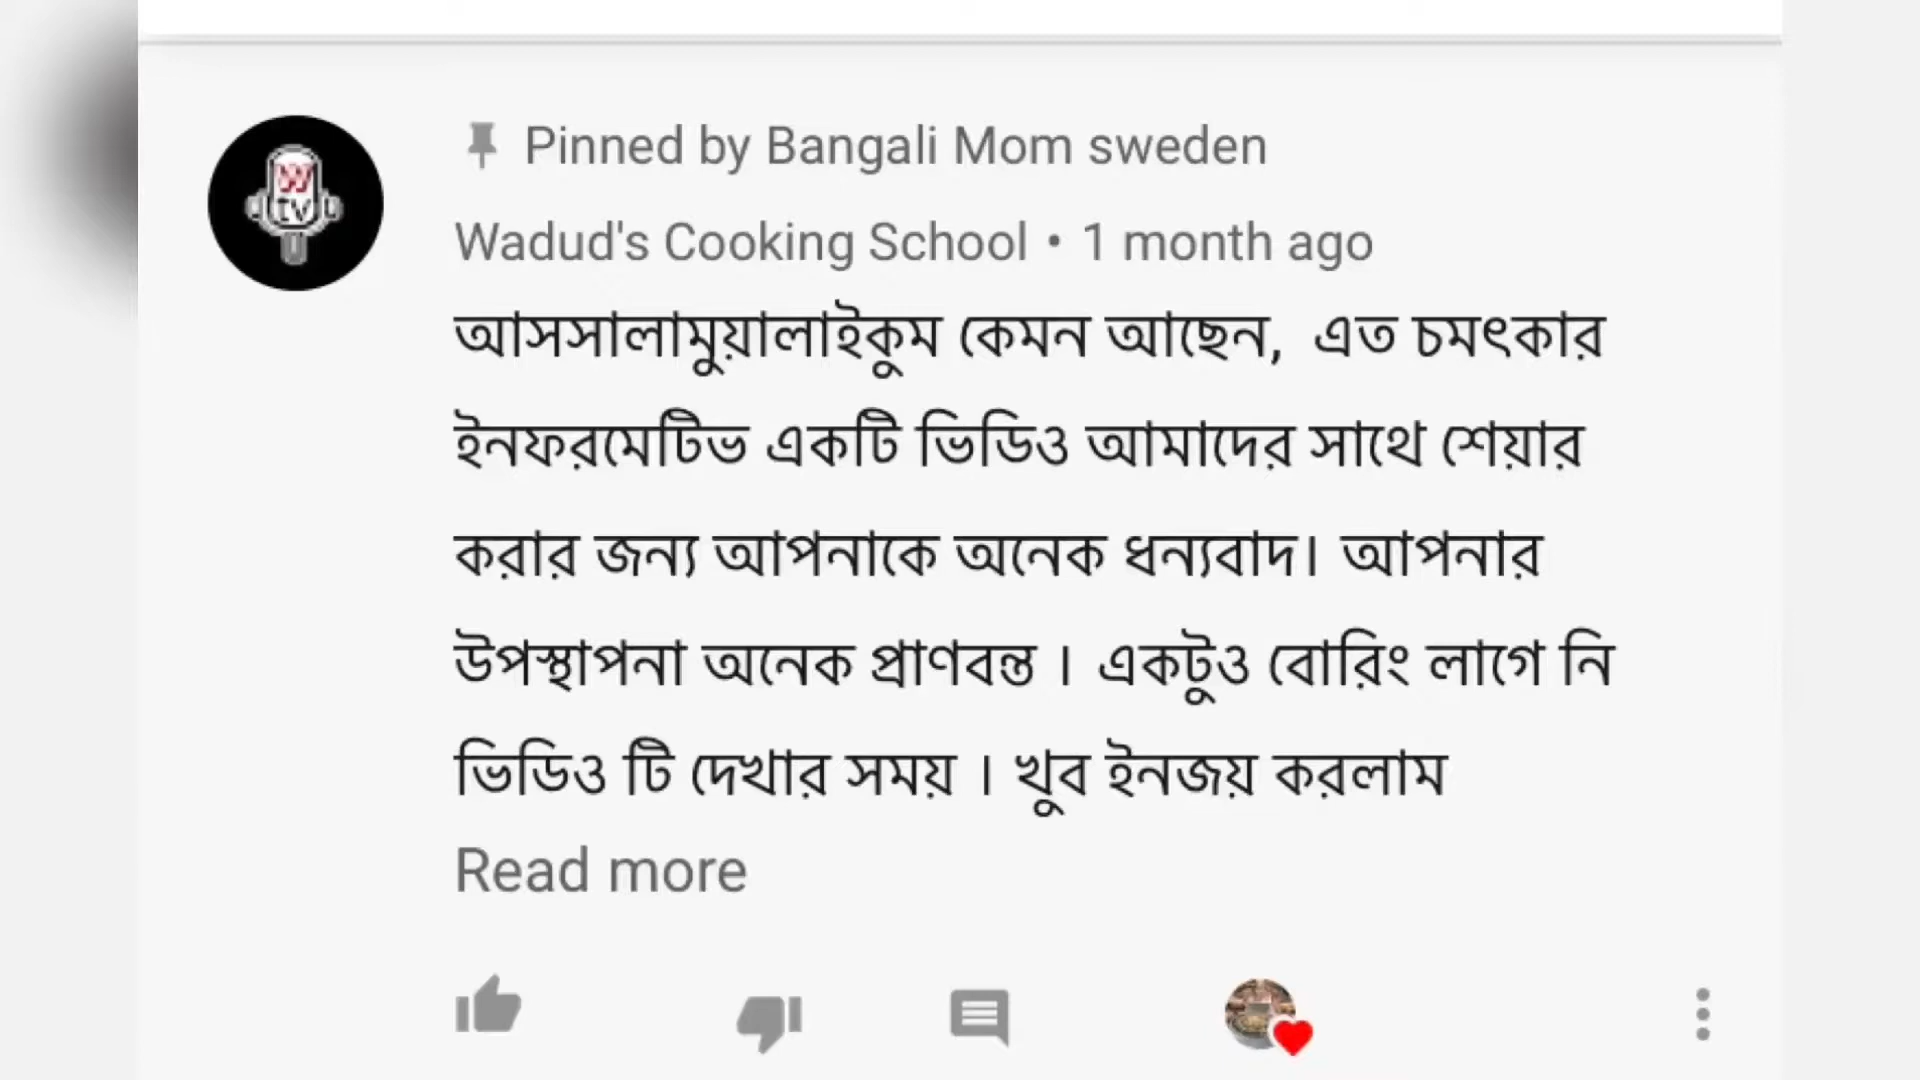 Pinned by Bangali Mom sweden
Wadud's Cooking School • 1 month ago
আসসালামুয়ালাইকুম কেমন আছেন, এত চমৎকার
ইনফরমেটিভ একটি ভিডিও আমাদের সাথে শেয়ার
করার জন্য আপনাকে অনেক ধন্যবাদ। আপনার
উপস্থাপনা অনেক প্রাণবন্ত । একটুও বোরিং লাগে নি
ভিডিও টি দেখার সময় । খুব ইনজয় করলাম
Read more
W
TV